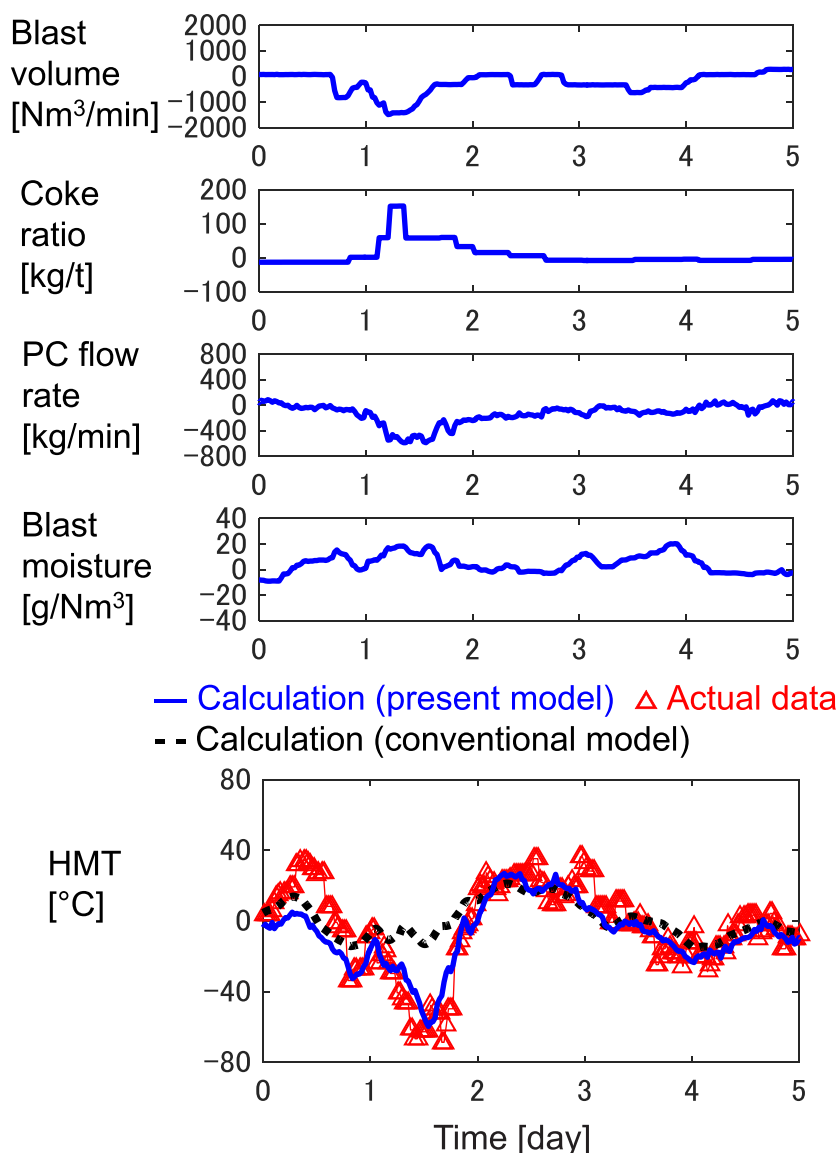 Blast
volume
[Nm³/min]
2000
1000
0
−1000
−2000
0 1 2 3 4 5
Coke
ratio
[kg/t]
200
100
0
−100
0 1 2 3 4 5
PC flow
rate
[kg/min]
800
400
0
−400
−800
0 1 2 3 4 5
Blast
moisture
[g/Nm³]
40
20
0
−20
−40
0 1 2 3 4 5
Calculation (present model) Actual data
Calculation (conventional model)
HMT
[°C]
80
40
0
−40
−80
0 1 2 3 4 5
Time [day]